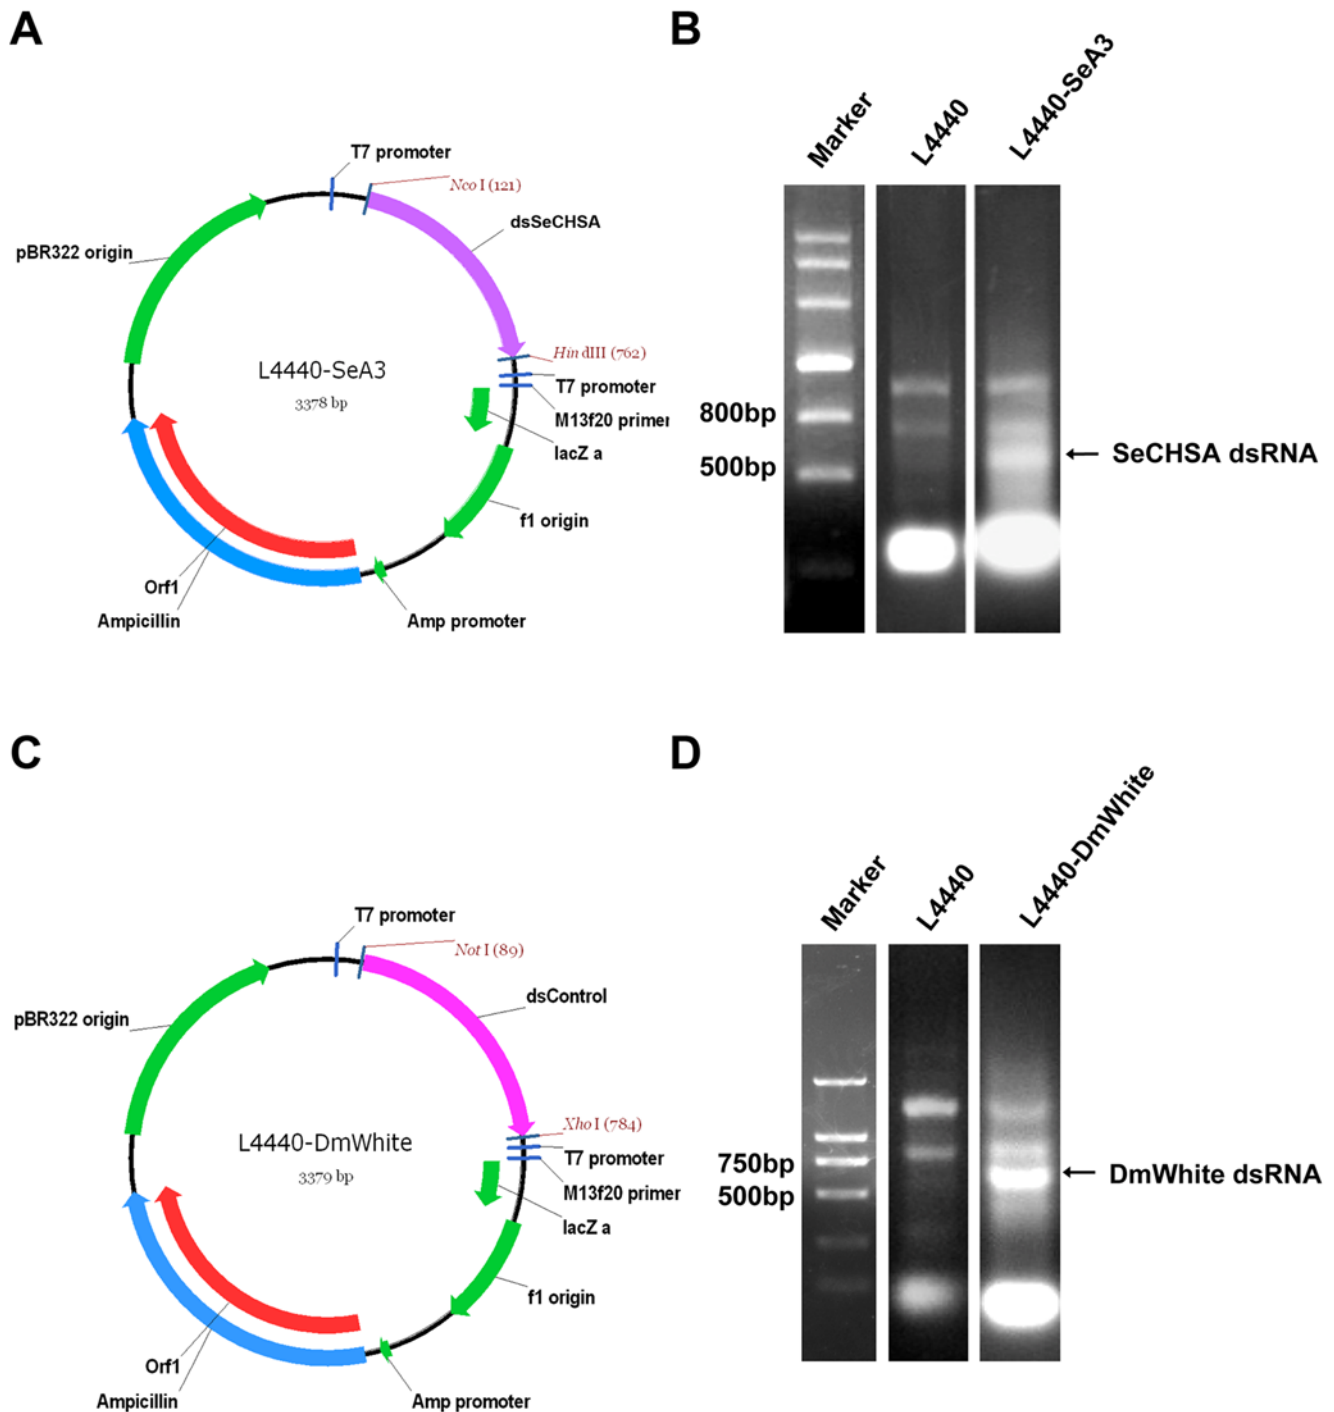 A
T7 promoter
Nco I (121)
dsSeCHSA
pBR322 origin
L4440-SeA3
3378 bp
Hin dIII (762)
T7 promoter
M13f20 primer
lacZ a
f1 origin
Orf1
Ampicillin
Amp promoter
B
Marker
L4440
L4440-SeA3
800bp
500bp
SeCHSA dsRNA
C
T7 promoter
Not I (89)
dsControl
pBR322 origin
L4440-DmWhite
3379 bp
Xho I (784)
T7 promoter
M13f20 primer
lacZ a
f1 origin
Orf1
Ampicillin
Amp promoter
D
Marker
L4440
L4440-DmWhite
750bp
500bp
DmWhite dsRNA